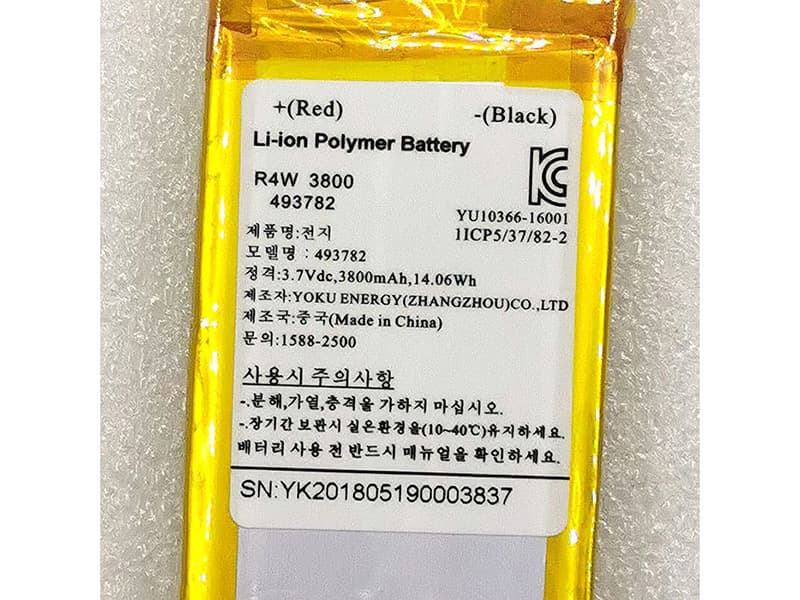 +(Red) -(Black)
Li-ion Polymer Battery
R4W 3800
493782
YU10366-16001
1ICP5/37/82-2
제품명:전지
모델명 : 493782
정격:3.7Vdc,3800mAh,14.06Wh
제조자:YOKU ENERGY(ZHANGZHOU)CO.,LTD
제조국:중국(Made in China)
문의:1588-2500
사용시 주의사항
-.분해,가열,충격을 가하지 마십시오.
-.장기간 보관시 실온환경을(10~40℃)유지하세요.
배터리 사용 전 반드시 매뉴얼을 확인하세요.
SN:YK201805190003837